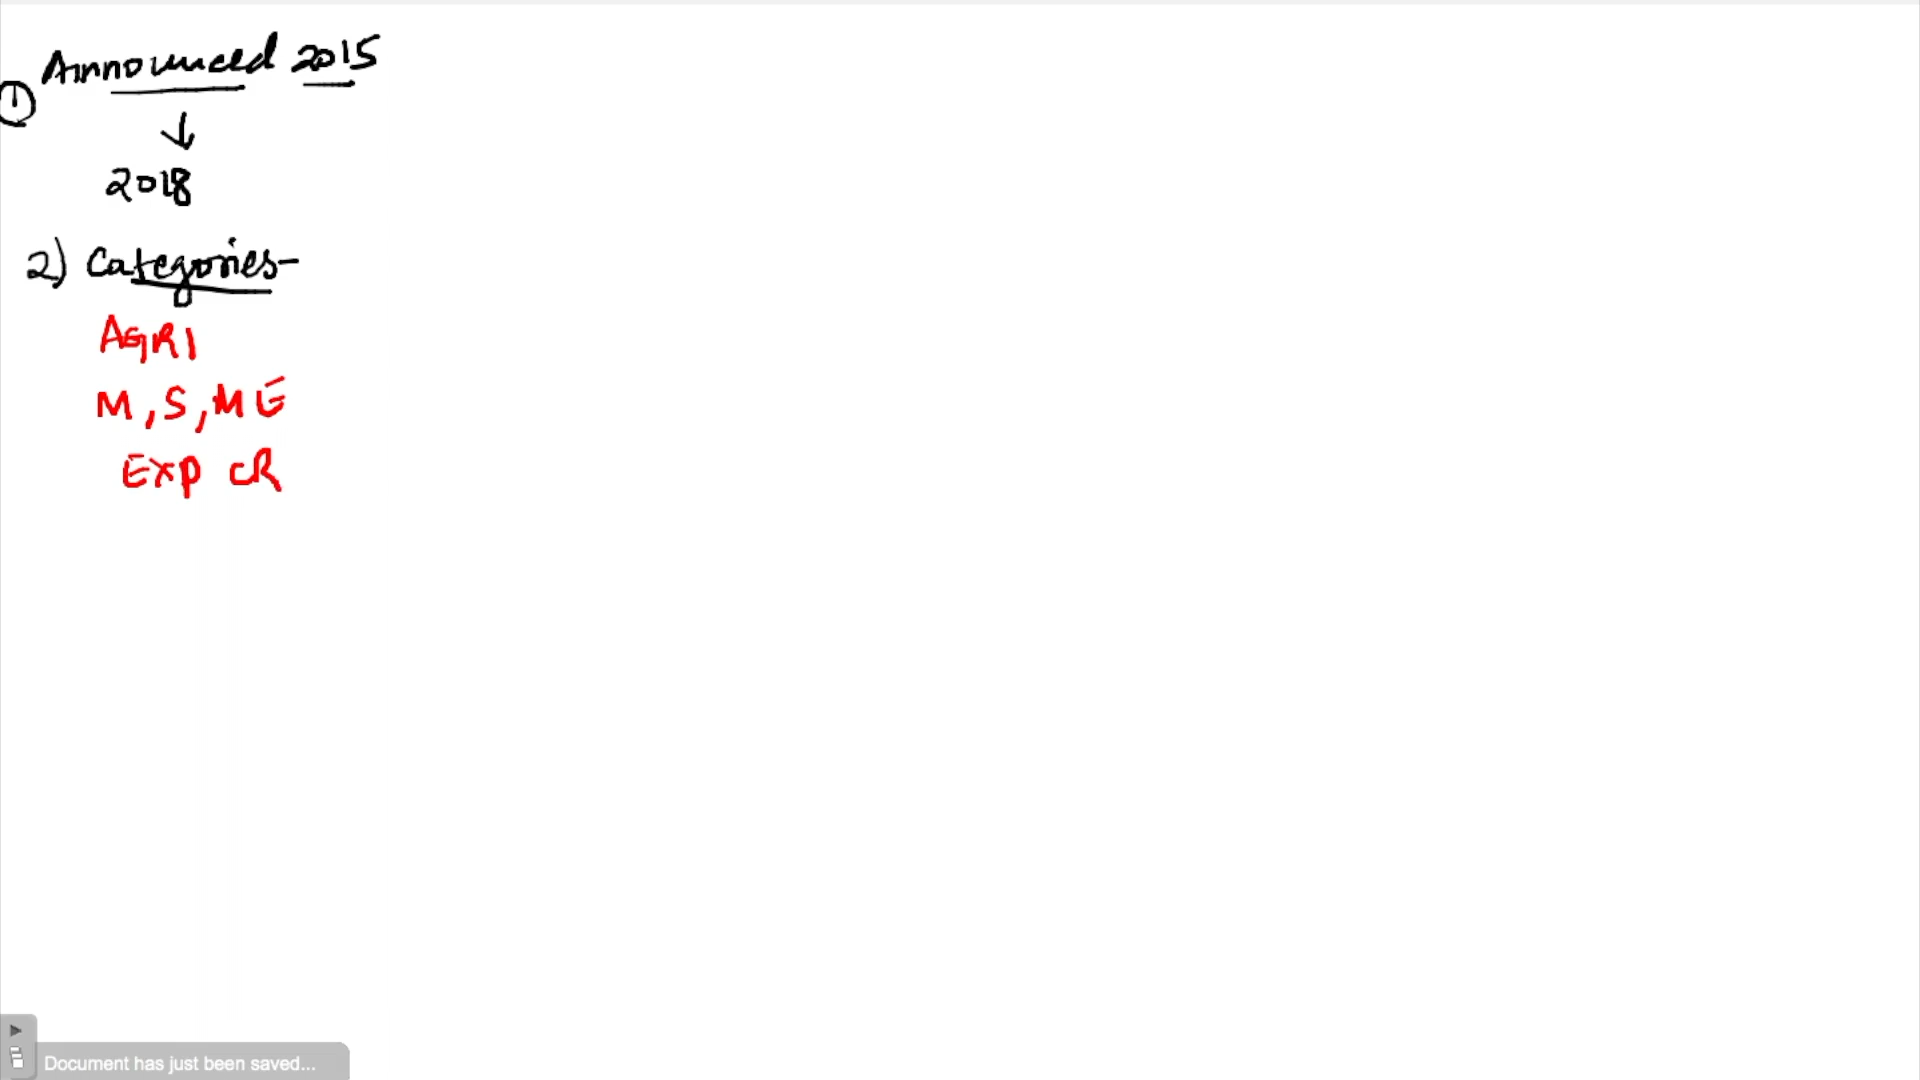 ① Announced 2015
↓
2018
2) Categories-
AGRI
M, S, ME
EXP CR
Document has just been saved...